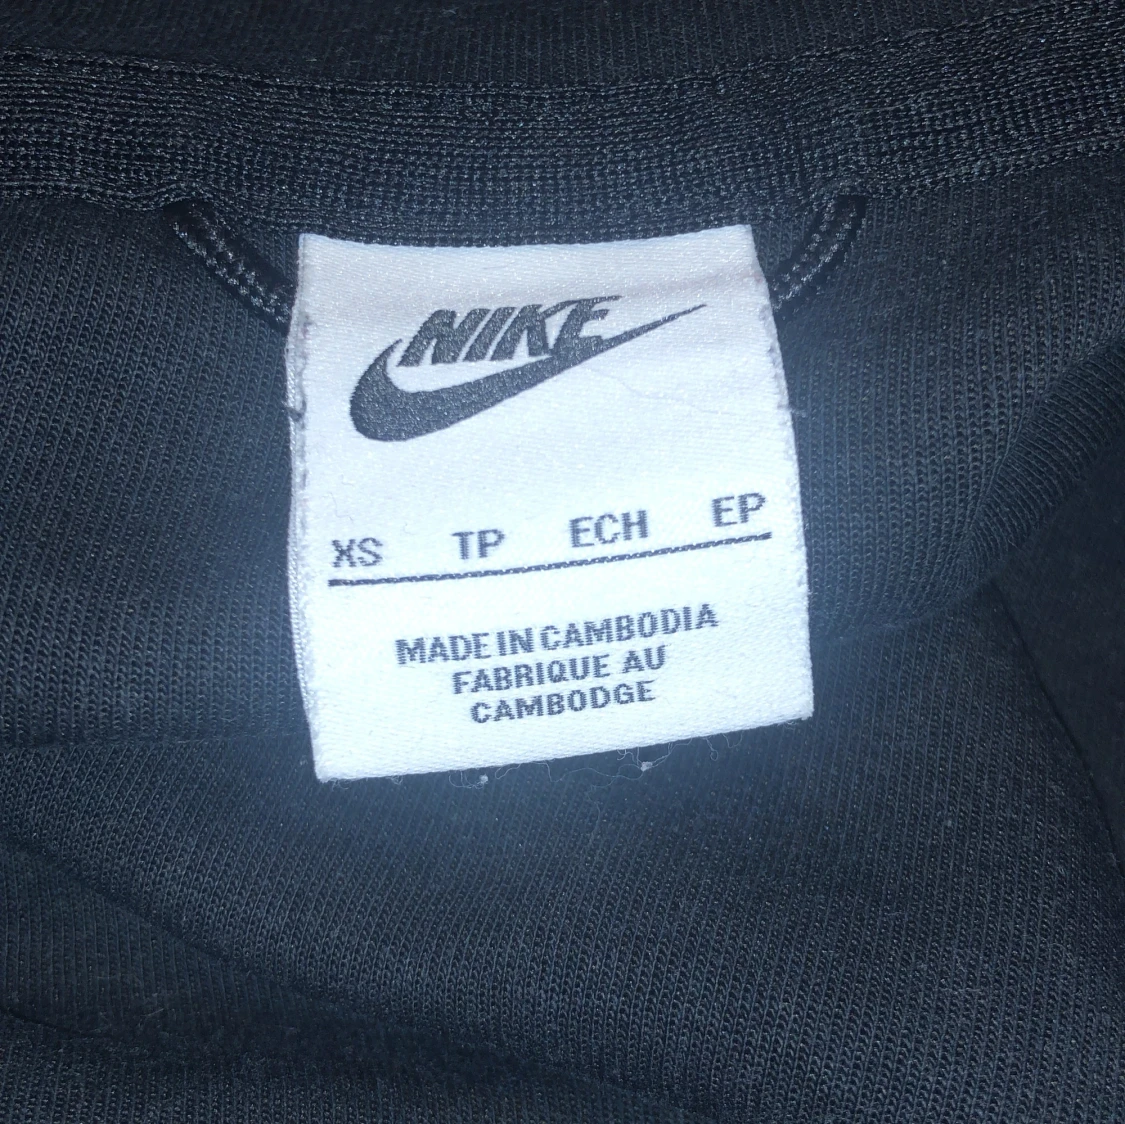 NIKE
XS TP ECH EP
MADE IN CAMBODIA
FABRIQUE AU
CAMBODGE